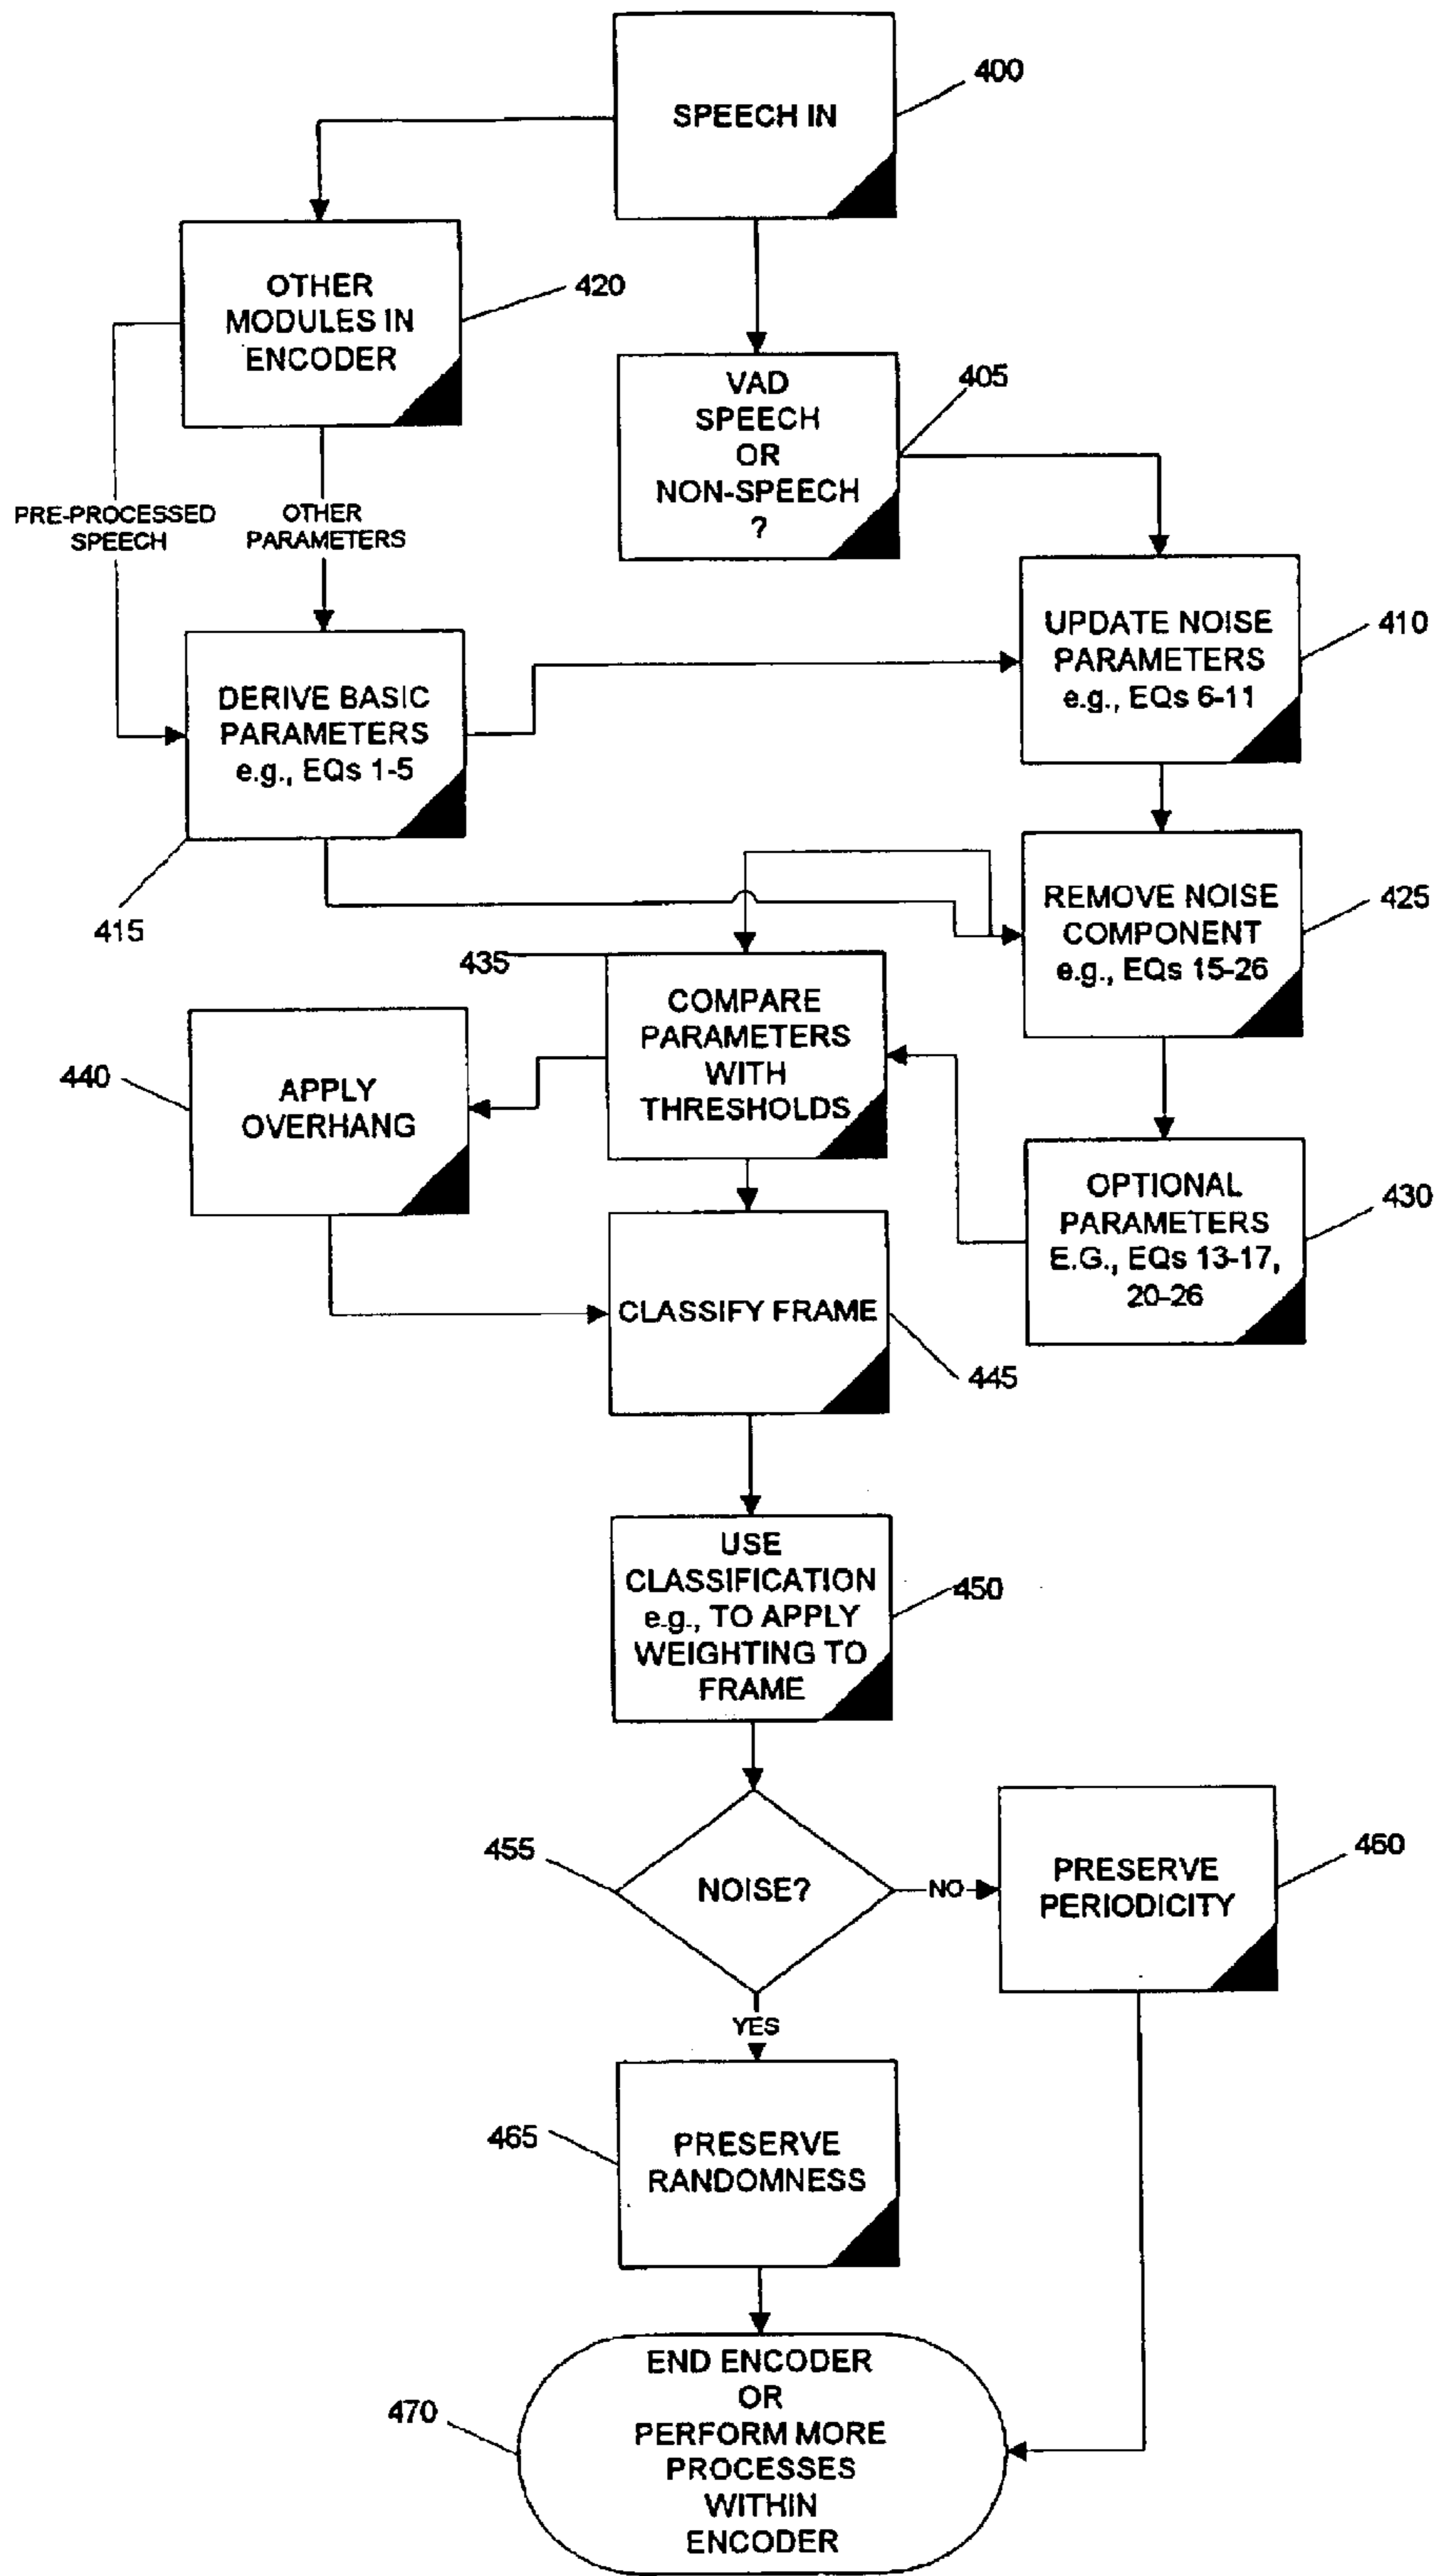 400
SPEECH IN
OTHER
MODULES IN
ENCODER
420
VAD
SPEECH
OR
NON-SPEECH
?
405
PRE-PROCESSED
SPEECH
OTHER
PARAMETERS
UPDATE NOISE
PARAMETERS
e.g., EQs 6-11
410
DERIVE BASIC
PARAMETERS
e.g., EQs 1-5
415
REMOVE NOISE
COMPONENT
e.g., EQs 15-26
425
435
COMPARE
PARAMETERS
WITH
THRESHOLDS
440
APPLY
OVERHANG
OPTIONAL
PARAMETERS
E.G., EQs 13-17,
20-26
430
CLASSIFY FRAME
445
USE
CLASSIFICATION
e.g., TO APPLY
WEIGHTING TO
FRAME
450
455
NOISE?
NO
PRESERVE
PERIODICITY
460
YES
465
PRESERVE
RANDOMNESS
470
END ENCODER
OR
PERFORM MORE
PROCESSES
WITHIN
ENCODER